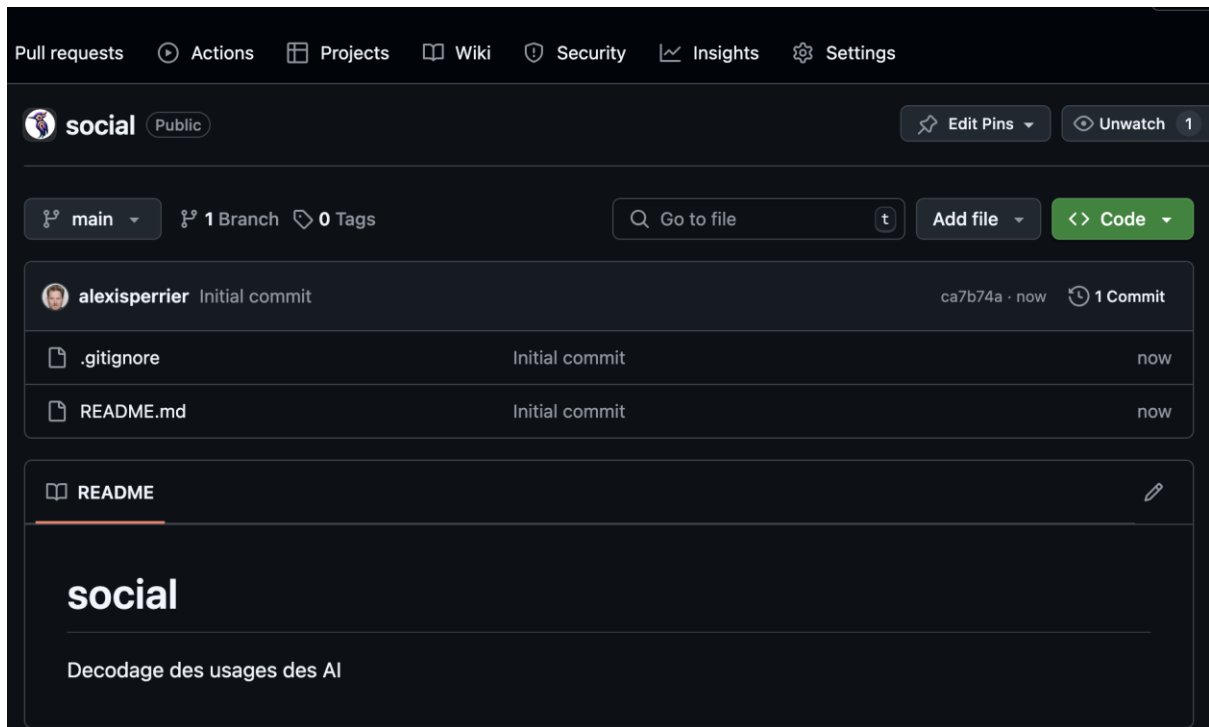 Pull requests Actions Projects Wiki Security Insights Settings
social Public Edit Pins Unwatch 1
main 1 Branch 0 Tags Go to file t Add file Code
alexisperrier Initial commit ca7b74a · now 1 Commit
.gitignore Initial commit now
README.md Initial commit now
README
social
Decodage des usages des AI